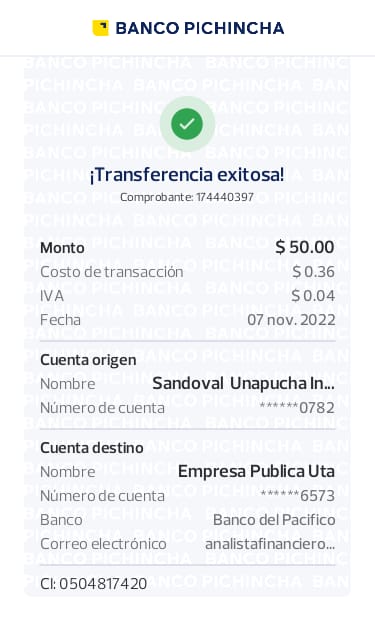 BANCO PICHINCHA
¡Transferencia exitosa!
Comprobante: 174440397
Monto $ 50.00
Costo de transacción $ 0.36
IVA $ 0.04
Fecha 07 nov. 2022
Cuenta origen
Nombre Sandoval Unapucha In...
Número de cuenta ******0782
Cuenta destino
Nombre Empresa Publica Uta
Número de cuenta ******6573
Banco Banco del Pacifico
Correo electrónico analistafinanciero...
CI: 0504817420